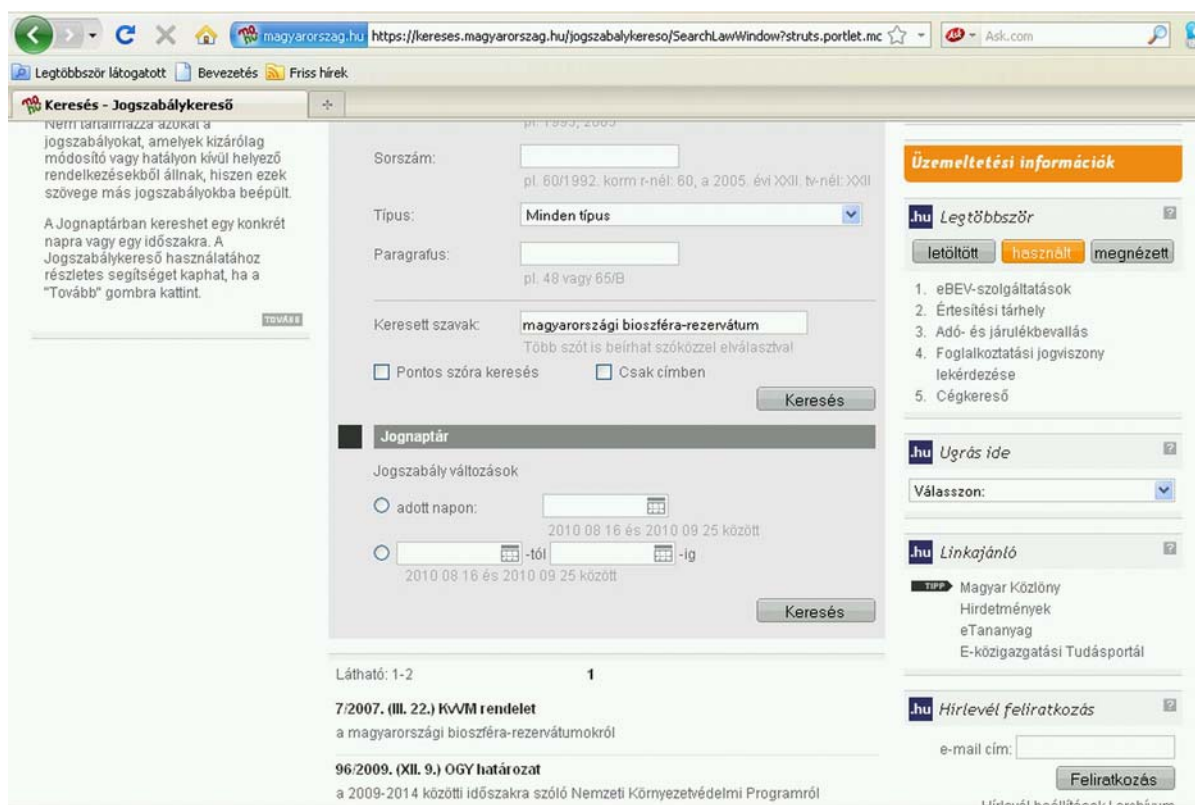 magyarorszag.hu https://kereses.magyarorszag.hu/jogszabalykereso/SearchLawWindow?struts.portlet.mc
Ask.com
Legtöbbször látogatott Bevezetés Friss hírek
Keresés - Jogszabálykereső
Nem tartalmazza azokat a
jogszabályokat, amelyek kizárólag
módosító vagy hatályon kívül helyező
rendelkezésekből állnak, hiszen ezek
szövege más jogszabályokba beépült.
A Jognaptárban kereshet egy konkrét
napra vagy egy időszakra. A
Jogszabálykereső használatához
részletes segítséget kaphat, ha a
"Tovább" gombra kattint.
TOVÁBB
pl. 1995, 2005
Sorszám:
pl. 60/1992. korm r-nél: 60, a 2005. évi XXII. tv-nél: XXII
Típus: Minden típus
Paragrafus:
pl. 48 vagy 65/B
Keresett szavak: magyarországi bioszféra-rezervátum
Több szót is beírhat szóközzel elválasztva!
Pontos szóra keresés Csak címben
Keresés
Jognaptár
Jogszabály változások
adott napon:
2010 08 16 és 2010 09 25 között
-tól -ig
2010 08 16 és 2010 09 25 között
Keresés
Látható: 1-2 1
7/2007. (III. 22.) KvVM rendelet
a magyarországi bioszféra-rezervátumokról
96/2009. (XII. 9.) OGY határozat
a 2009-2014 közötti időszakra szóló Nemzeti Környezetvédelmi Programról
Üzemeltetési információk
.hu Legtöbbször ?
letöltött használt megnézett
1. eBEV-szolgáltatások
2. Értesítési tárhely
3. Adó- és járulékbevallás
4. Foglalkoztatási jogviszony
lekérdezése
5. Cégkereső
.hu Ugrás ide ?
Válasszon:
.hu Linkajánló ?
TIPP Magyar Közlöny
Hirdetmények
eTananyag
E-közigazgatási Tudásportál
.hu Hírlevél feliratkozás ?
e-mail cím:
Feliratkozás